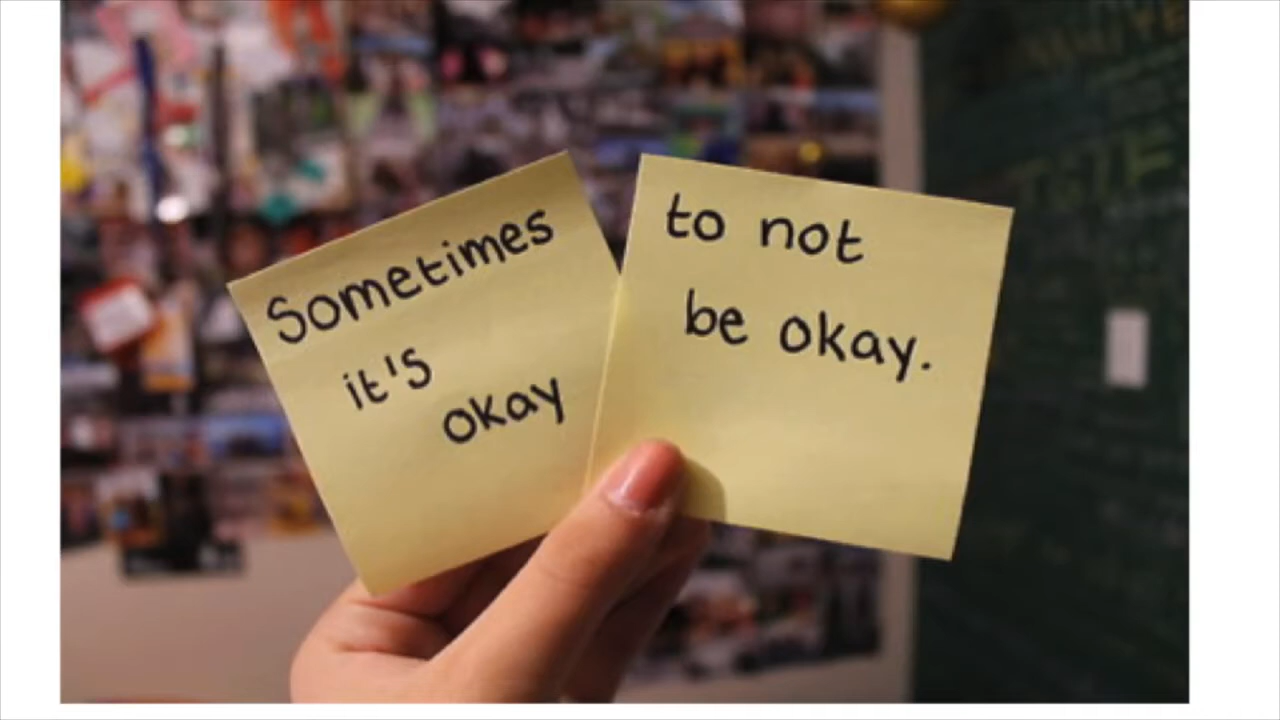 Sometimes
it's
okay
to not
be okay.